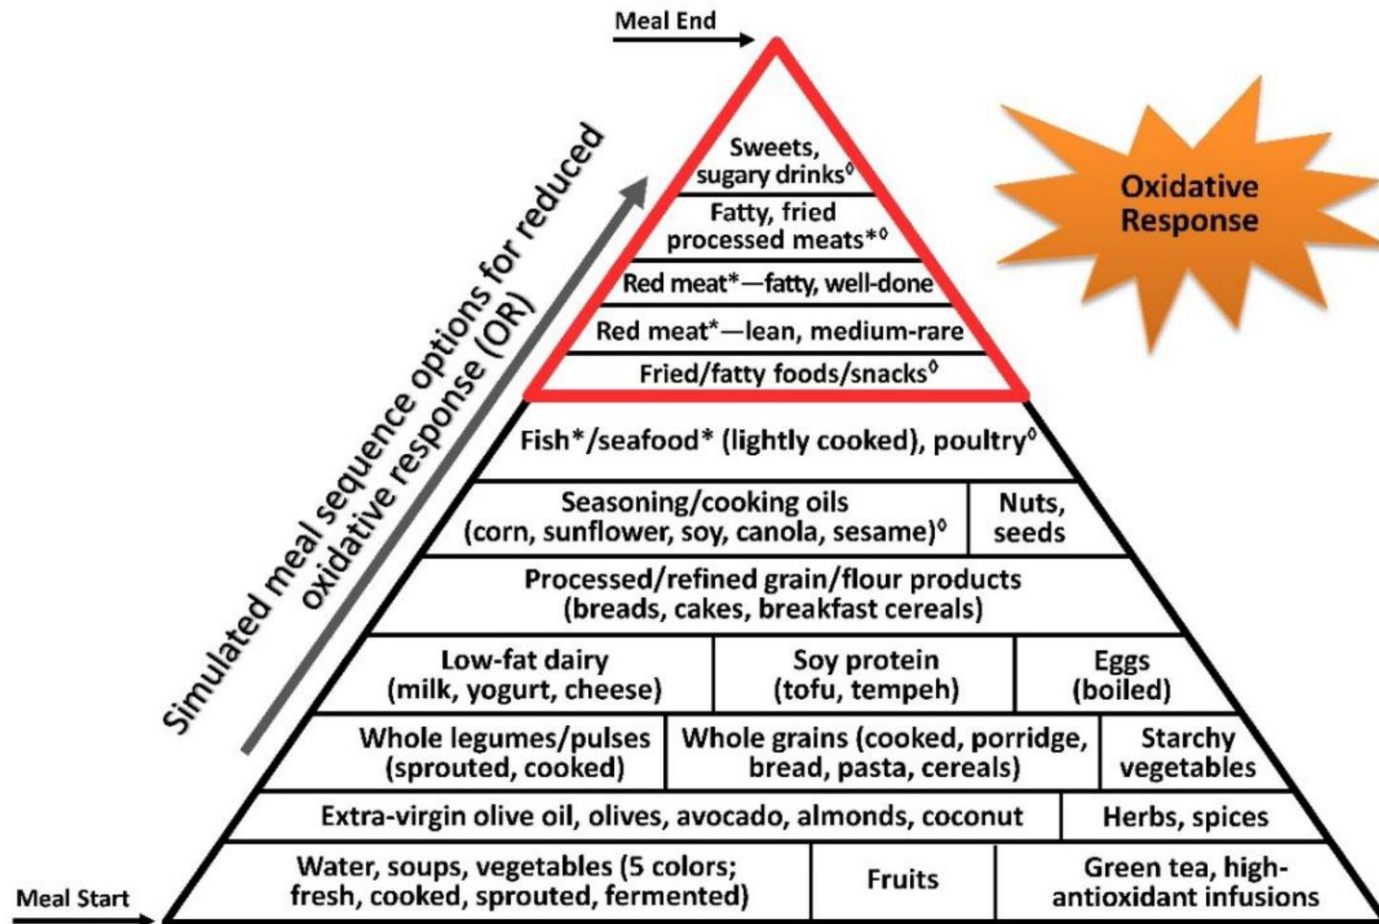 Meal End
Sweets,
sugary drinks◊
Fatty, fried
processed meats*◊
Red meat*—fatty, well-done
Red meat*—lean, medium-rare
Fried/fatty foods/snacks◊
Oxidative
Response
Simulated meal sequence options for reduced
oxidative response (OR)
Fish*/seafood* (lightly cooked), poultry◊
Seasoning/cooking oils
(corn, sunflower, soy, canola, sesame)◊
Nuts,
seeds
Processed/refined grain/flour products
(breads, cakes, breakfast cereals)
Low-fat dairy
(milk, yogurt, cheese)
Soy protein
(tofu, tempeh)
Eggs
(boiled)
Whole legumes/pulses
(sprouted, cooked)
Whole grains (cooked, porridge,
bread, pasta, cereals)
Starchy
vegetables
Extra-virgin olive oil, olives, avocado, almonds, coconut
Herbs, spices
Water, soups, vegetables (5 colors;
fresh, cooked, sprouted, fermented)
Fruits
Green tea, high-
antioxidant infusions
Meal Start